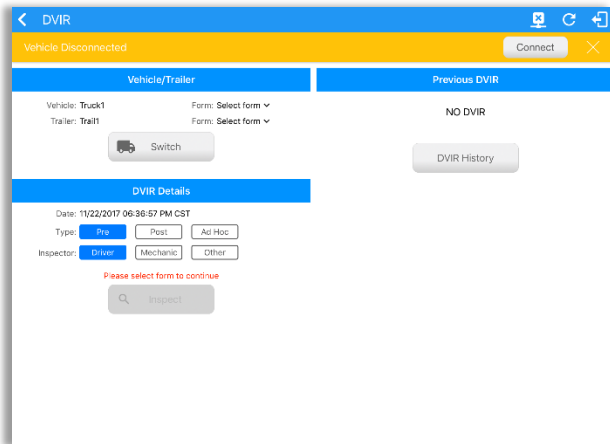 DVIR
Vehicle Disconnected
Connect
Vehicle/Trailer
Vehicle: Truck1 Form: Select form
Trailer: Trail1 Form: Select form
Switch
Previous DVIR
NO DVIR
DVIR History
DVIR Details
Date: 11/22/2017 06:36:57 PM CST
Type: Pre Post Ad Hoc
Inspector: Driver Mechanic Other
Please select form to continue
Inspect